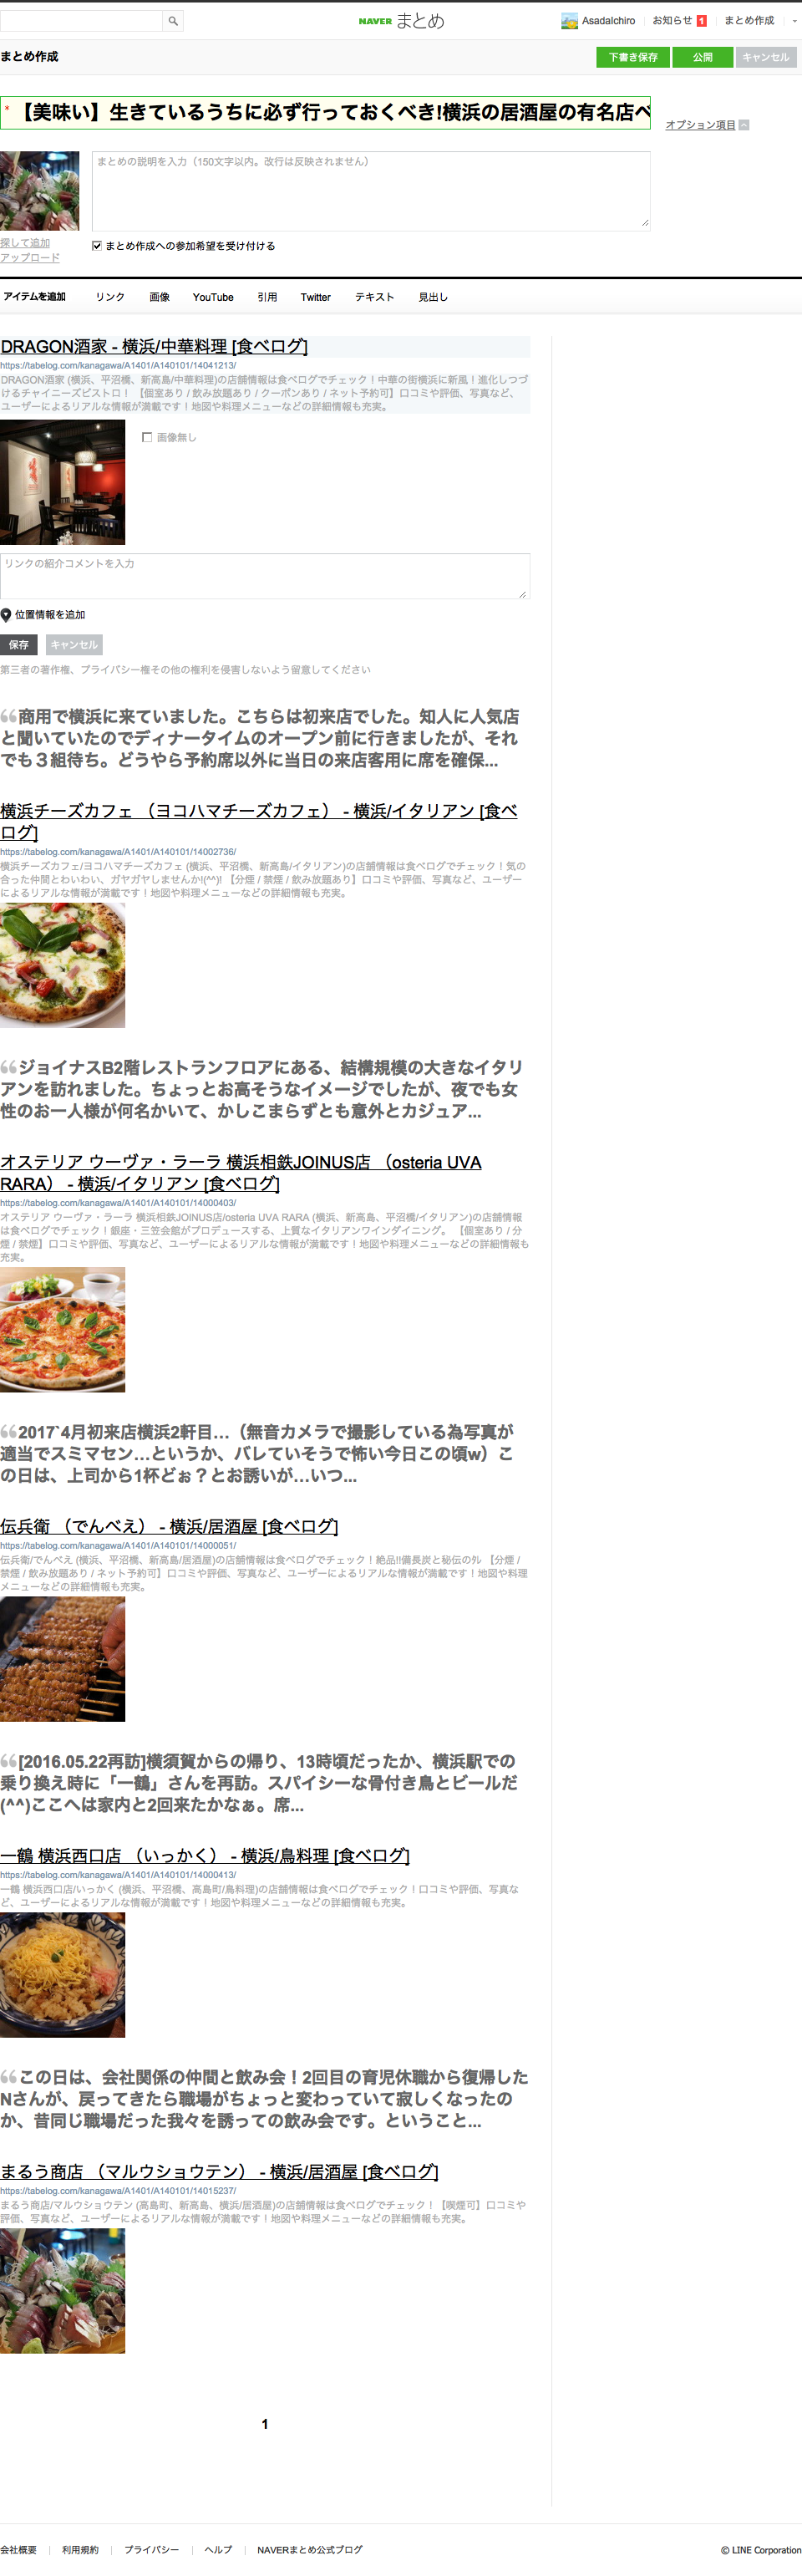 NAVER まとめ
AsadaIchiro
お知らせ 1
まとめ作成
まとめ作成
下書き保存
公開
キャンセル
* 【美味い】生きているうちに必ず行っておくべき!横浜の居酒屋の有名店ベ
オプション項目
まとめの説明を入力（150文字以内。改行は反映されません）
探して追加
アップロード
まとめ作成への参加希望を受け付ける
アイテムを追加
リンク
画像
YouTube
引用
Twitter
テキスト
見出し
DRAGON酒家 - 横浜/中華料理 [食べログ]
https://tabelog.com/kanagawa/A1401/A140101/14041213/
DRAGON酒家 (横浜、平沼橋、新高島/中華料理)の店舗情報は食べログでチェック！中華の街横浜に新風！進化しつづ
けるチャイニーズビストロ！ 【個室あり / 飲み放題あり / クーポンあり / ネット予約可】口コミや評価、写真など、
ユーザーによるリアルな情報が満載です！地図や料理メニューなどの詳細情報も充実。
画像無し
リンクの紹介コメントを入力
位置情報を追加
保存
キャンセル
第三者の著作権、プライバシー権その他の権利を侵害しないよう留意してください
商用で横浜に来ていました。こちらは初来店でした。知人に人気店
と聞いていたのでディナータイムのオープン前に行きましたが、それ
でも３組待ち。どうやら予約席以外に当日の来店客用に席を確保...
横浜チーズカフェ （ヨコハマチーズカフェ） - 横浜/イタリアン [食べ
ログ]
https://tabelog.com/kanagawa/A1401/A140101/14002736/
横浜チーズカフェ/ヨコハマチーズカフェ (横浜、平沼橋、新高島/イタリアン)の店舗情報は食べログでチェック！気の
合った仲間とわいわい、ガヤガヤしませんか!(^^)! 【分煙 / 禁煙 / 飲み放題あり】口コミや評価、写真など、ユーザー
によるリアルな情報が満載です！地図や料理メニューなどの詳細情報も充実。
ジョイナスB2階レストランフロアにある、結構規模の大きなイタリ
アンを訪れました。ちょっとお高そうなイメージでしたが、夜でも女
性のお一人様が何名かいて、かしこまらずとも意外とカジュア...
オステリア ウーヴァ・ラーラ 横浜相鉄JOINUS店 （osteria UVA
RARA） - 横浜/イタリアン [食べログ]
https://tabelog.com/kanagawa/A1401/A140101/14000403/
オステリア ウーヴァ・ラーラ 横浜相鉄JOINUS店/osteria UVA RARA (横浜、新高島、平沼橋/イタリアン)の店舗情報
は食べログでチェック！銀座・三笠会館がプロデュースする、上質なイタリアンワインダイニング。 【個室あり / 分
煙 / 禁煙】口コミや評価、写真など、ユーザーによるリアルな情報が満載です！地図や料理メニューなどの詳細情報も
充実。
2017`4月初来店横浜2軒目…（無音カメラで撮影している為写真が
適当でスミマセン…というか、バレていそうで怖い今日この頃w）こ
の日は、上司から1杯どぉ？とお誘いが…いつ...
伝兵衛 （でんべえ） - 横浜/居酒屋 [食べログ]
https://tabelog.com/kanagawa/A1401/A140101/14000051/
伝兵衛/でんべえ (横浜、平沼橋、新高島/居酒屋)の店舗情報は食べログでチェック！絶品!!備長炭と秘伝のﾀﾚ 【分煙 /
禁煙 / 飲み放題あり / ネット予約可】口コミや評価、写真など、ユーザーによるリアルな情報が満載です！地図や料理
メニューなどの詳細情報も充実。
[2016.05.22再訪]横須賀からの帰り、13時頃だったか、横浜駅での
乗り換え時に「一鶴」さんを再訪。スパイシーな骨付き鳥とビールだ
(^^)ここへは家内と2回来たかなぁ。席...
一鶴 横浜西口店 （いっかく） - 横浜/鳥料理 [食べログ]
https://tabelog.com/kanagawa/A1401/A140101/14000413/
一鶴 横浜西口店/いっかく (横浜、平沼橋、高島町/鳥料理)の店舗情報は食べログでチェック！口コミや評価、写真な
ど、ユーザーによるリアルな情報が満載です！地図や料理メニューなどの詳細情報も充実。
この日は、会社関係の仲間と飲み会！2回目の育児休職から復帰した
Nさんが、戻ってきたら職場がちょっと変わっていて寂しくなったの
か、昔同じ職場だった我々を誘っての飲み会です。ということ...
まるう商店 （マルウショウテン） - 横浜/居酒屋 [食べログ]
https://tabelog.com/kanagawa/A1401/A140101/14015237/
まるう商店/マルウショウテン (高島町、新高島、横浜/居酒屋)の店舗情報は食べログでチェック！【喫煙可】口コミや
評価、写真など、ユーザーによるリアルな情報が満載です！地図や料理メニューなどの詳細情報も充実。
1
会社概要
利用規約
プライバシー
ヘルプ
NAVERまとめ公式ブログ
© LINE Corporation